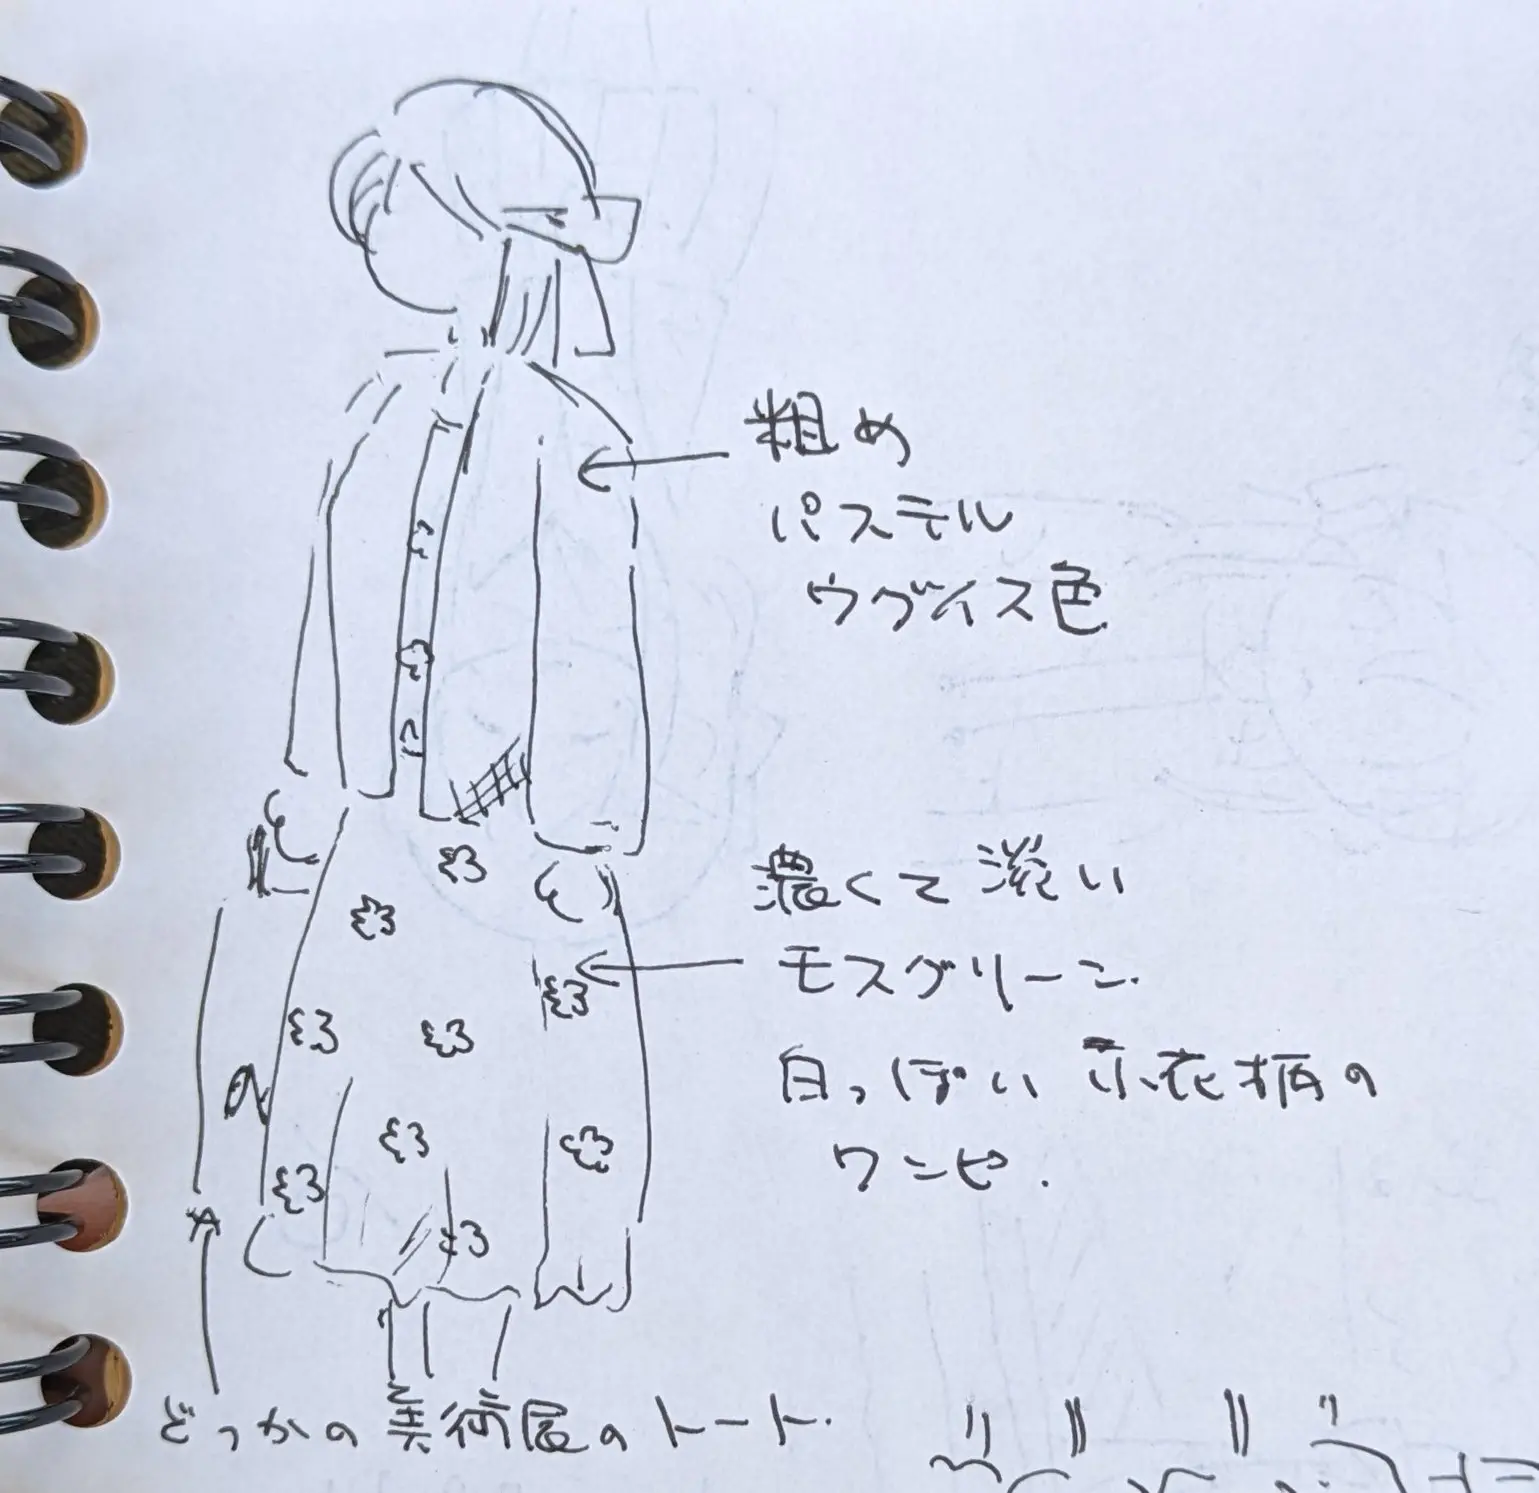 粗め
パステル
ウグイス色
濃くて淡い
モスグリーン.
白っぽい小花柄の
ワンピ.
どっかの美術展のトート.